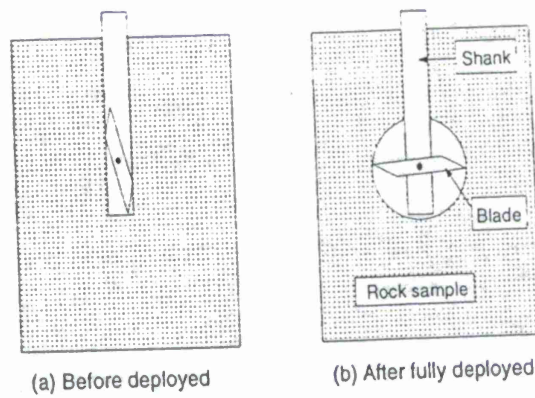 Shank
Blade
Rock sample
(a) Before deployed
(b) After fully deployed